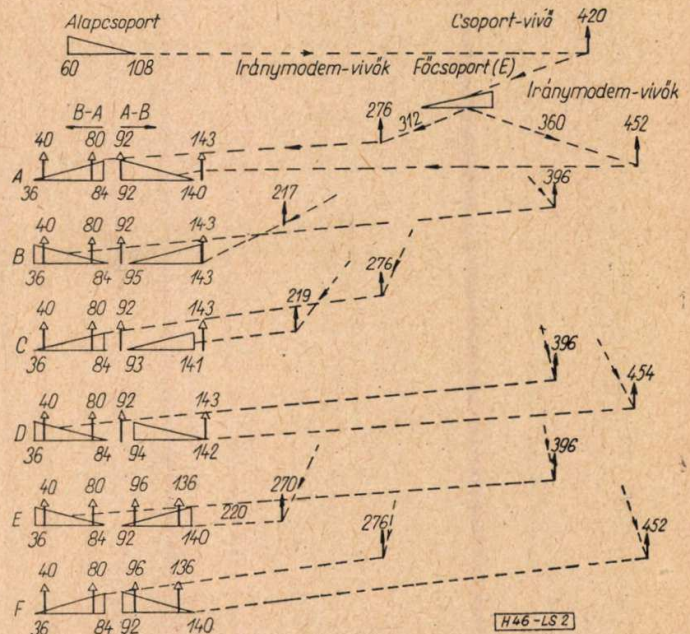 Alapcsoport
Csoport-vivő
420
60 108
Iránymodem-vivők
Főcsoport (E)
Iránymodem-vivők
B-A A-B
312 360
276
452
40 80 92 143
A
36 84 92 140
217
396
40 80 92 143
B
36 84 95 143
276
219
40 80 92 143
C
36 84 93 141
396
454
40 80 92 143
D
36 84 94 142
396
270
40 80 96 136
E
220
36 84 92 140
276
452
40 80 96 136
F
36 84 92 140
H46-LS 2